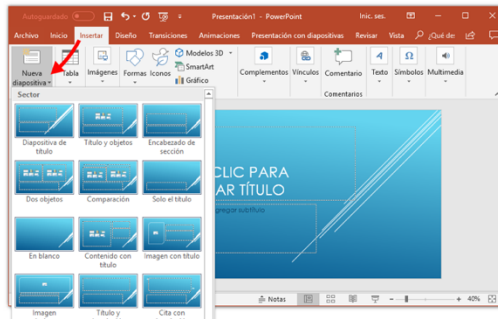 Autoguardado
Presentación1 - PowerPoint
Inic. ses.
Archivo Inicio Insertar Diseño Transiciones Animaciones Presentación con diapositivas Revisar Vista ¿Qué de:
Nueva diapositiva
Tabla
Imágenes
Formas
Iconos
Modelos 3D
SmartArt
Gráfico
Complementos
Vínculos
Comentario
Texto
Símbolos
Multimedia
Comentarios
Sector
Diapositiva de título
Título y objetos
Encabezado de sección
Dos objetos
Comparación
Solo el título
En blanco
Contenido con título
Imagen con título
Imagen
Título y
Cita con
CLIC PARA
AR TÍTULO
agregar subtítulo
Notas
40%